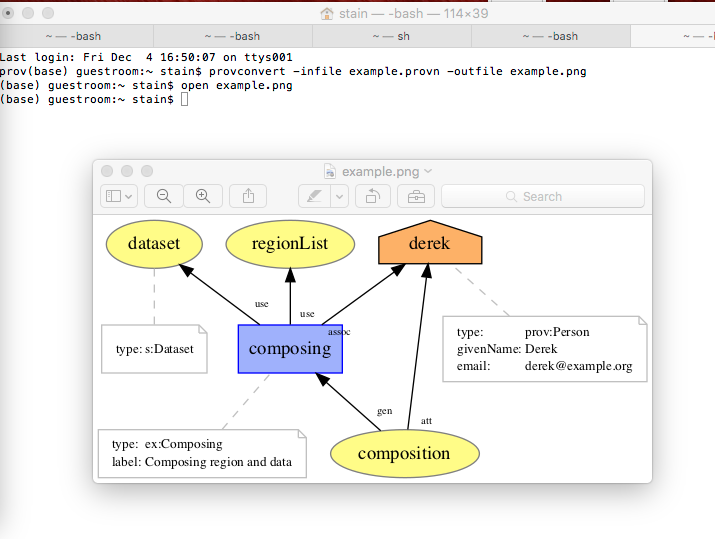 stain — -bash — 114×39
~ — -bash
~ — -bash
~ — sh
~ — -bash
~ — -b
Last login: Fri Dec  4 16:50:07 on ttys001
prov(base) guestroom:~ stain$ provconvert -infile example.provn -outfile example.png
(base) guestroom:~ stain$ open example.png
(base) guestroom:~ stain$
example.png
Search
dataset
regionList
derek
use
use
assoc
type: s:Dataset
composing
type: prov:Person
givenName: Derek
email: derek@example.org
gen
att
type: ex:Composing
label: Composing region and data
composition